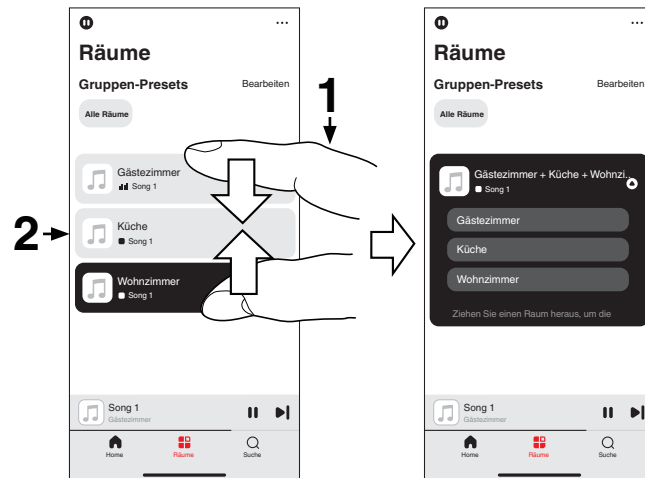 ...
Räume
Gruppen-Presets Bearbeiten
Alle Räume
1
Gästezimmer
Song 1
2
Küche
Song 1
Wohnzimmer
Song 1
Song 1
Gästezimmer
Home Räume Suche
...
Räume
Gruppen-Presets Bearbeiten
Alle Räume
Gästezimmer + Küche + Wohnzi...
Song 1
Gästezimmer
Küche
Wohnzimmer
Ziehen Sie einen Raum heraus, um die
Song 1
Gästezimmer
Home Räume Suche